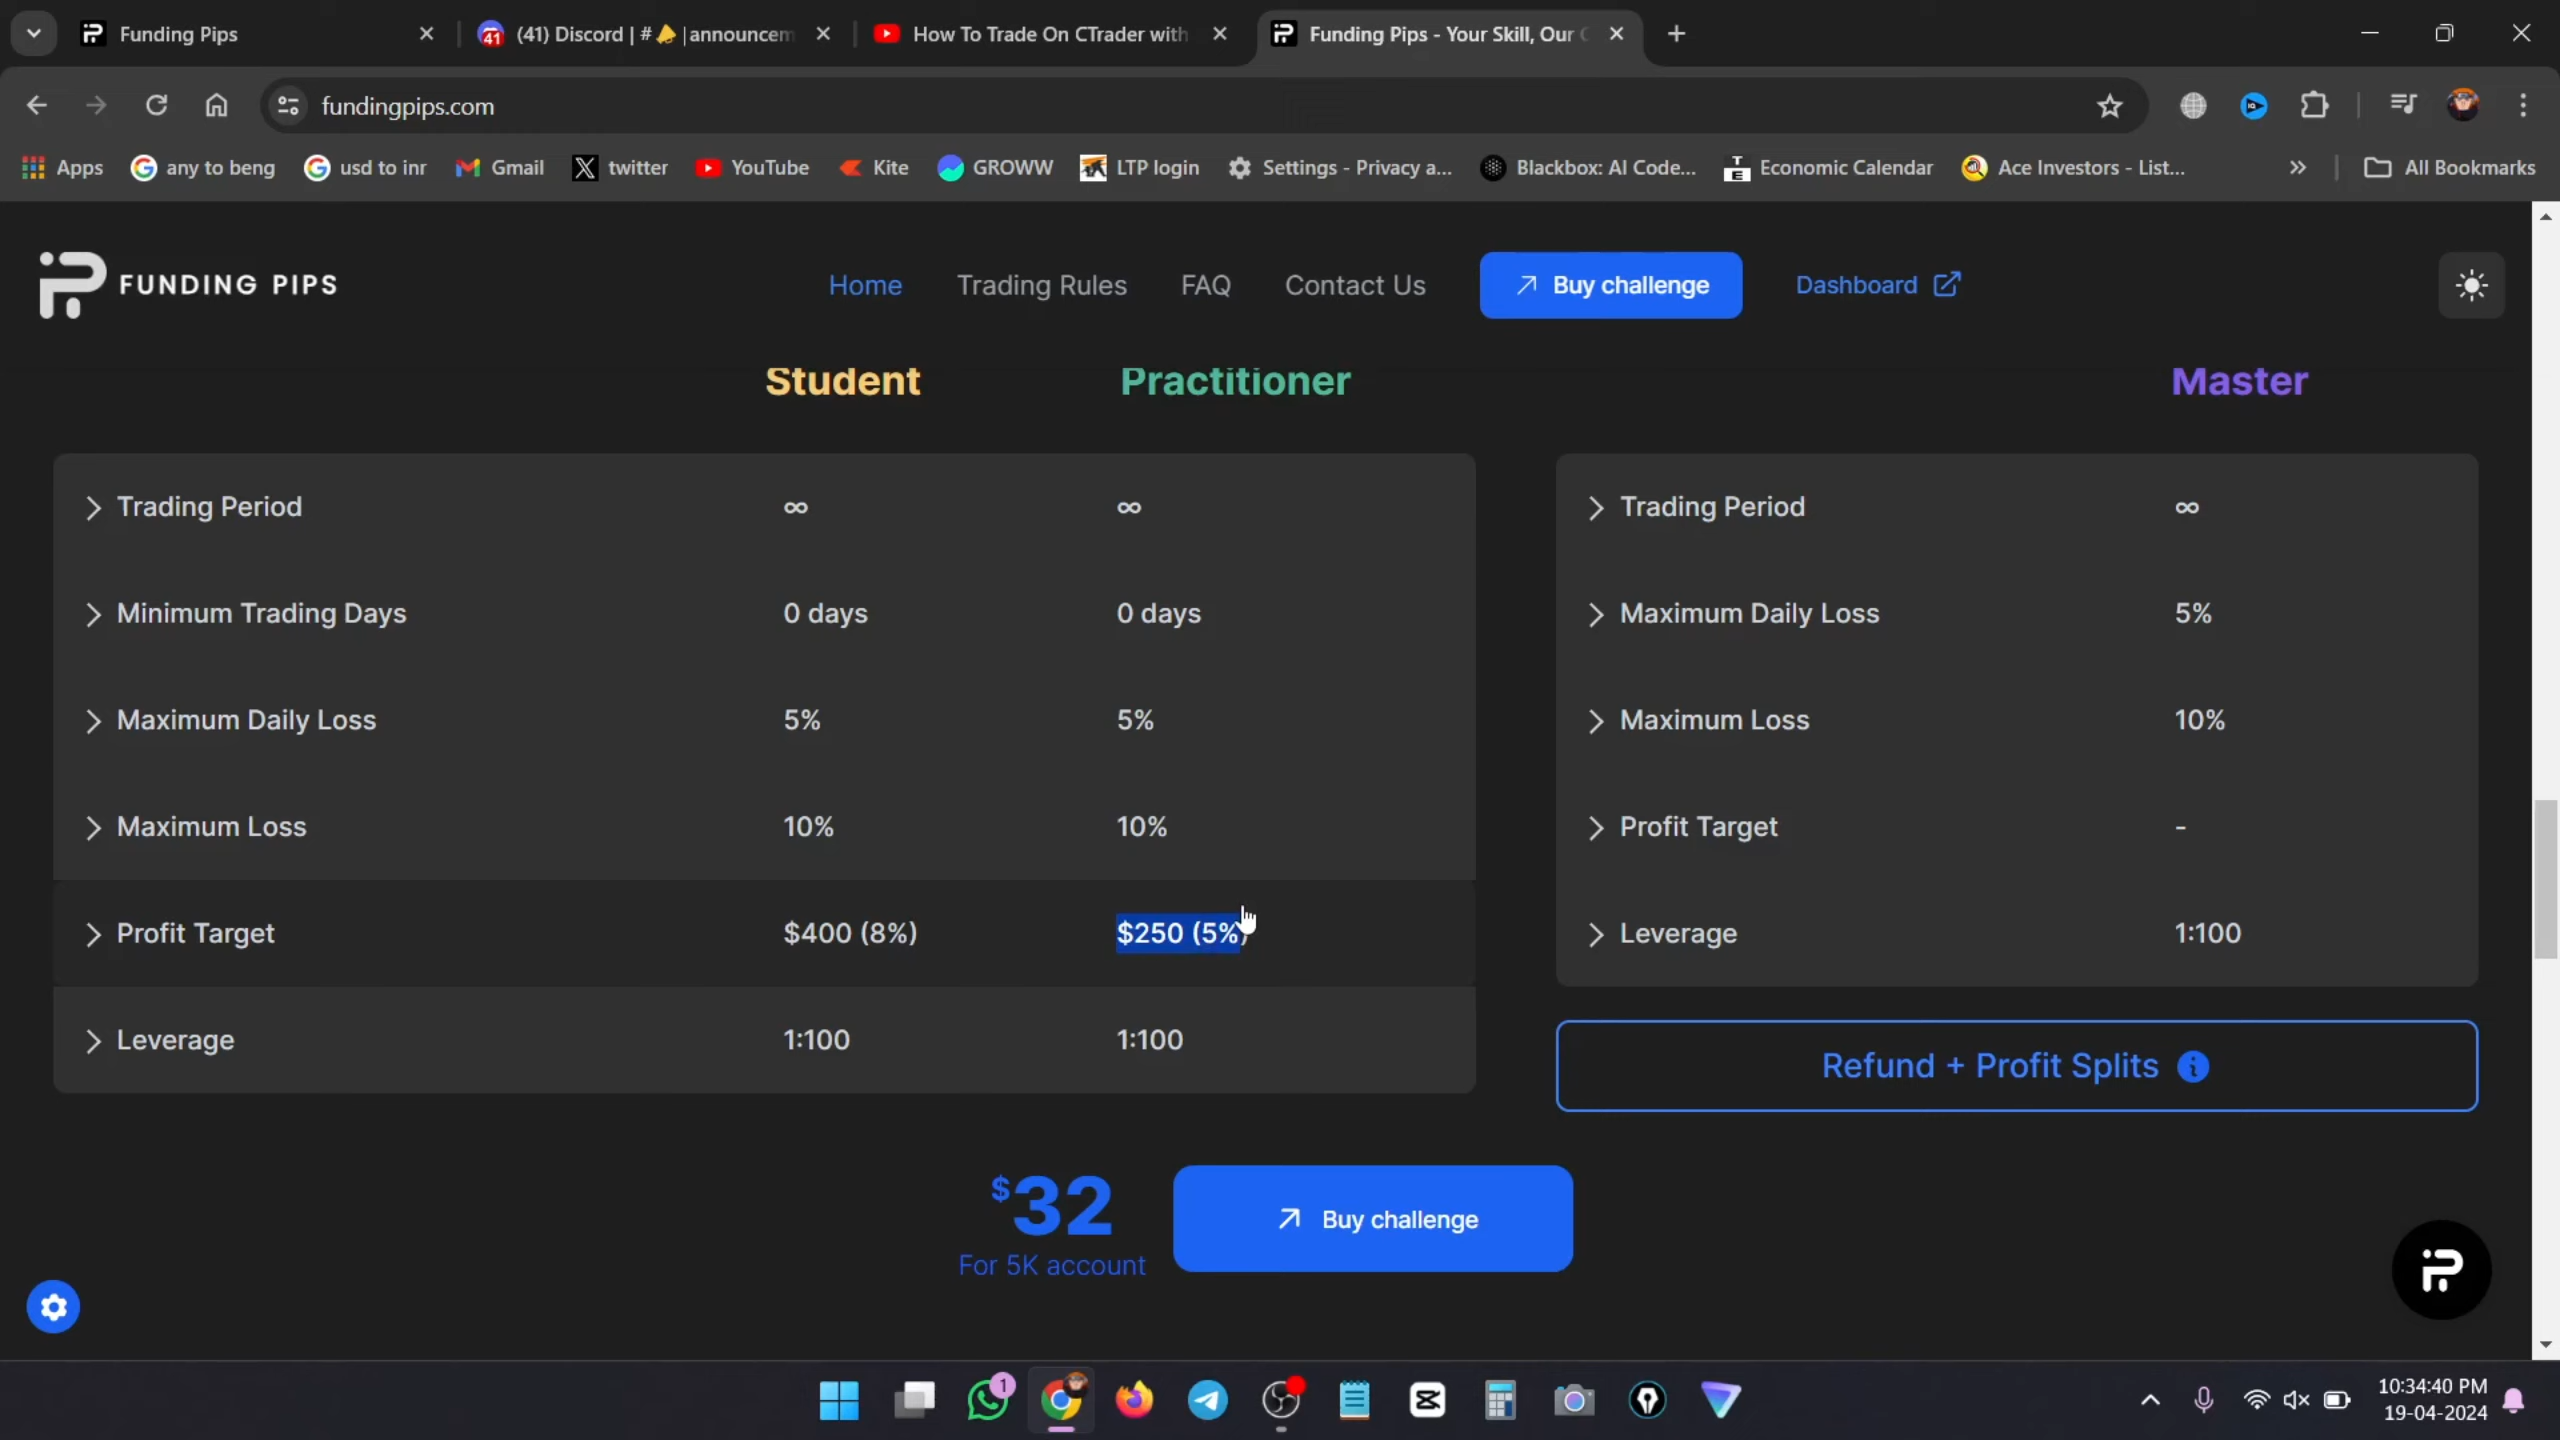 Funding Pips
(41) Discord | # | announcem
How To Trade On CTrader with
Funding Pips - Your Skill, Our
fundingpips.com
Apps
any to beng
usd to inr
Gmail
twitter
YouTube
Kite
GROWW
LTP login
Settings - Privacy a...
Blackbox: AI Code...
Economic Calendar
Ace Investors - List...
All Bookmarks
FUNDING PIPS
Home
Trading Rules
FAQ
Contact Us
Buy challenge
Dashboard
Student
Practitioner
Master
Trading Period ∞ ∞
Minimum Trading Days 0 days 0 days
Maximum Daily Loss 5% 5%
Maximum Loss 10% 10%
Profit Target $400 (8%) $250 (5%)
Leverage 1:100 1:100
Trading Period ∞
Maximum Daily Loss 5%
Maximum Loss 10%
Profit Target -
Leverage 1:100
Refund + Profit Splits
$32
For 5K account
Buy challenge
1
10:34:40 PM
19-04-2024